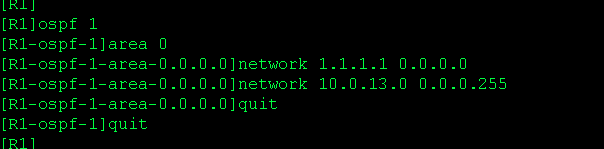 [R1]
[R1]ospf 1
[R1-ospf-1]area 0
[R1-ospf-1-area-0.0.0.0]network 1.1.1.1 0.0.0.0
[R1-ospf-1-area-0.0.0.0]network 10.0.13.0 0.0.0.255
[R1-ospf-1-area-0.0.0.0]quit
[R1-ospf-1]quit
[R1]